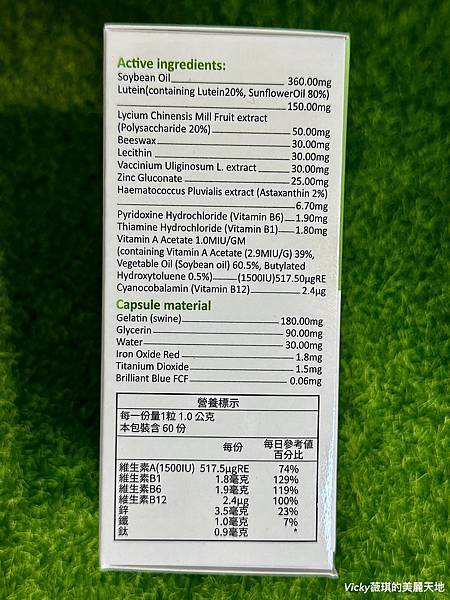 Active ingredients:
Soybean Oil 360.00mg
Lutein(containing Lutein20%, SunflowerOil 80%)
150.00mg
Lycium Chinensis Mill Fruit extract
(Polysaccharide 20%) 50.00mg
Beeswax 30.00mg
Lecithin 30.00mg
Vaccinium Uliginosum L. extract 30.00mg
Zinc Gluconate 25.00mg
Haematococcus Pluvialis extract (Astaxanthin 2%)
6.70mg
Pyridoxine Hydrochloride (Vitamin B6) 1.90mg
Thiamine Hydrochloride (Vitamin B1) 1.80mg
Vitamin A Acetate 1.0MIU/GM
(containing Vitamin A Acetate (2.9MIU/G) 39%,
Vegetable Oil (Soybean oil) 60.5%, Butylated
Hydroxytoluene 0.5%) (1500IU)517.50μgRE
Cyanocobalamin (Vitamin B12) 2.4μg
Capsule material
Gelatin (swine) 180.00mg
Glycerin 90.00mg
Water 30.00mg
Iron Oxide Red 1.8mg
Titanium Dioxide 1.5mg
Brilliant Blue FCF 0.06mg
營養標示
每一份量1粒 1.0 公克
本包裝含 60 份
每份 每日參考值
百分比
維生素A(1500IU) 517.5μgRE 74%
維生素B1 1.8毫克 129%
維生素B6 1.9毫克 119%
維生素B12 2.4μg 100%
鋅 3.5毫克 23%
鐵 1.0毫克 7%
鈦 0.9毫克 *
Vicky薇琪的美麗天地